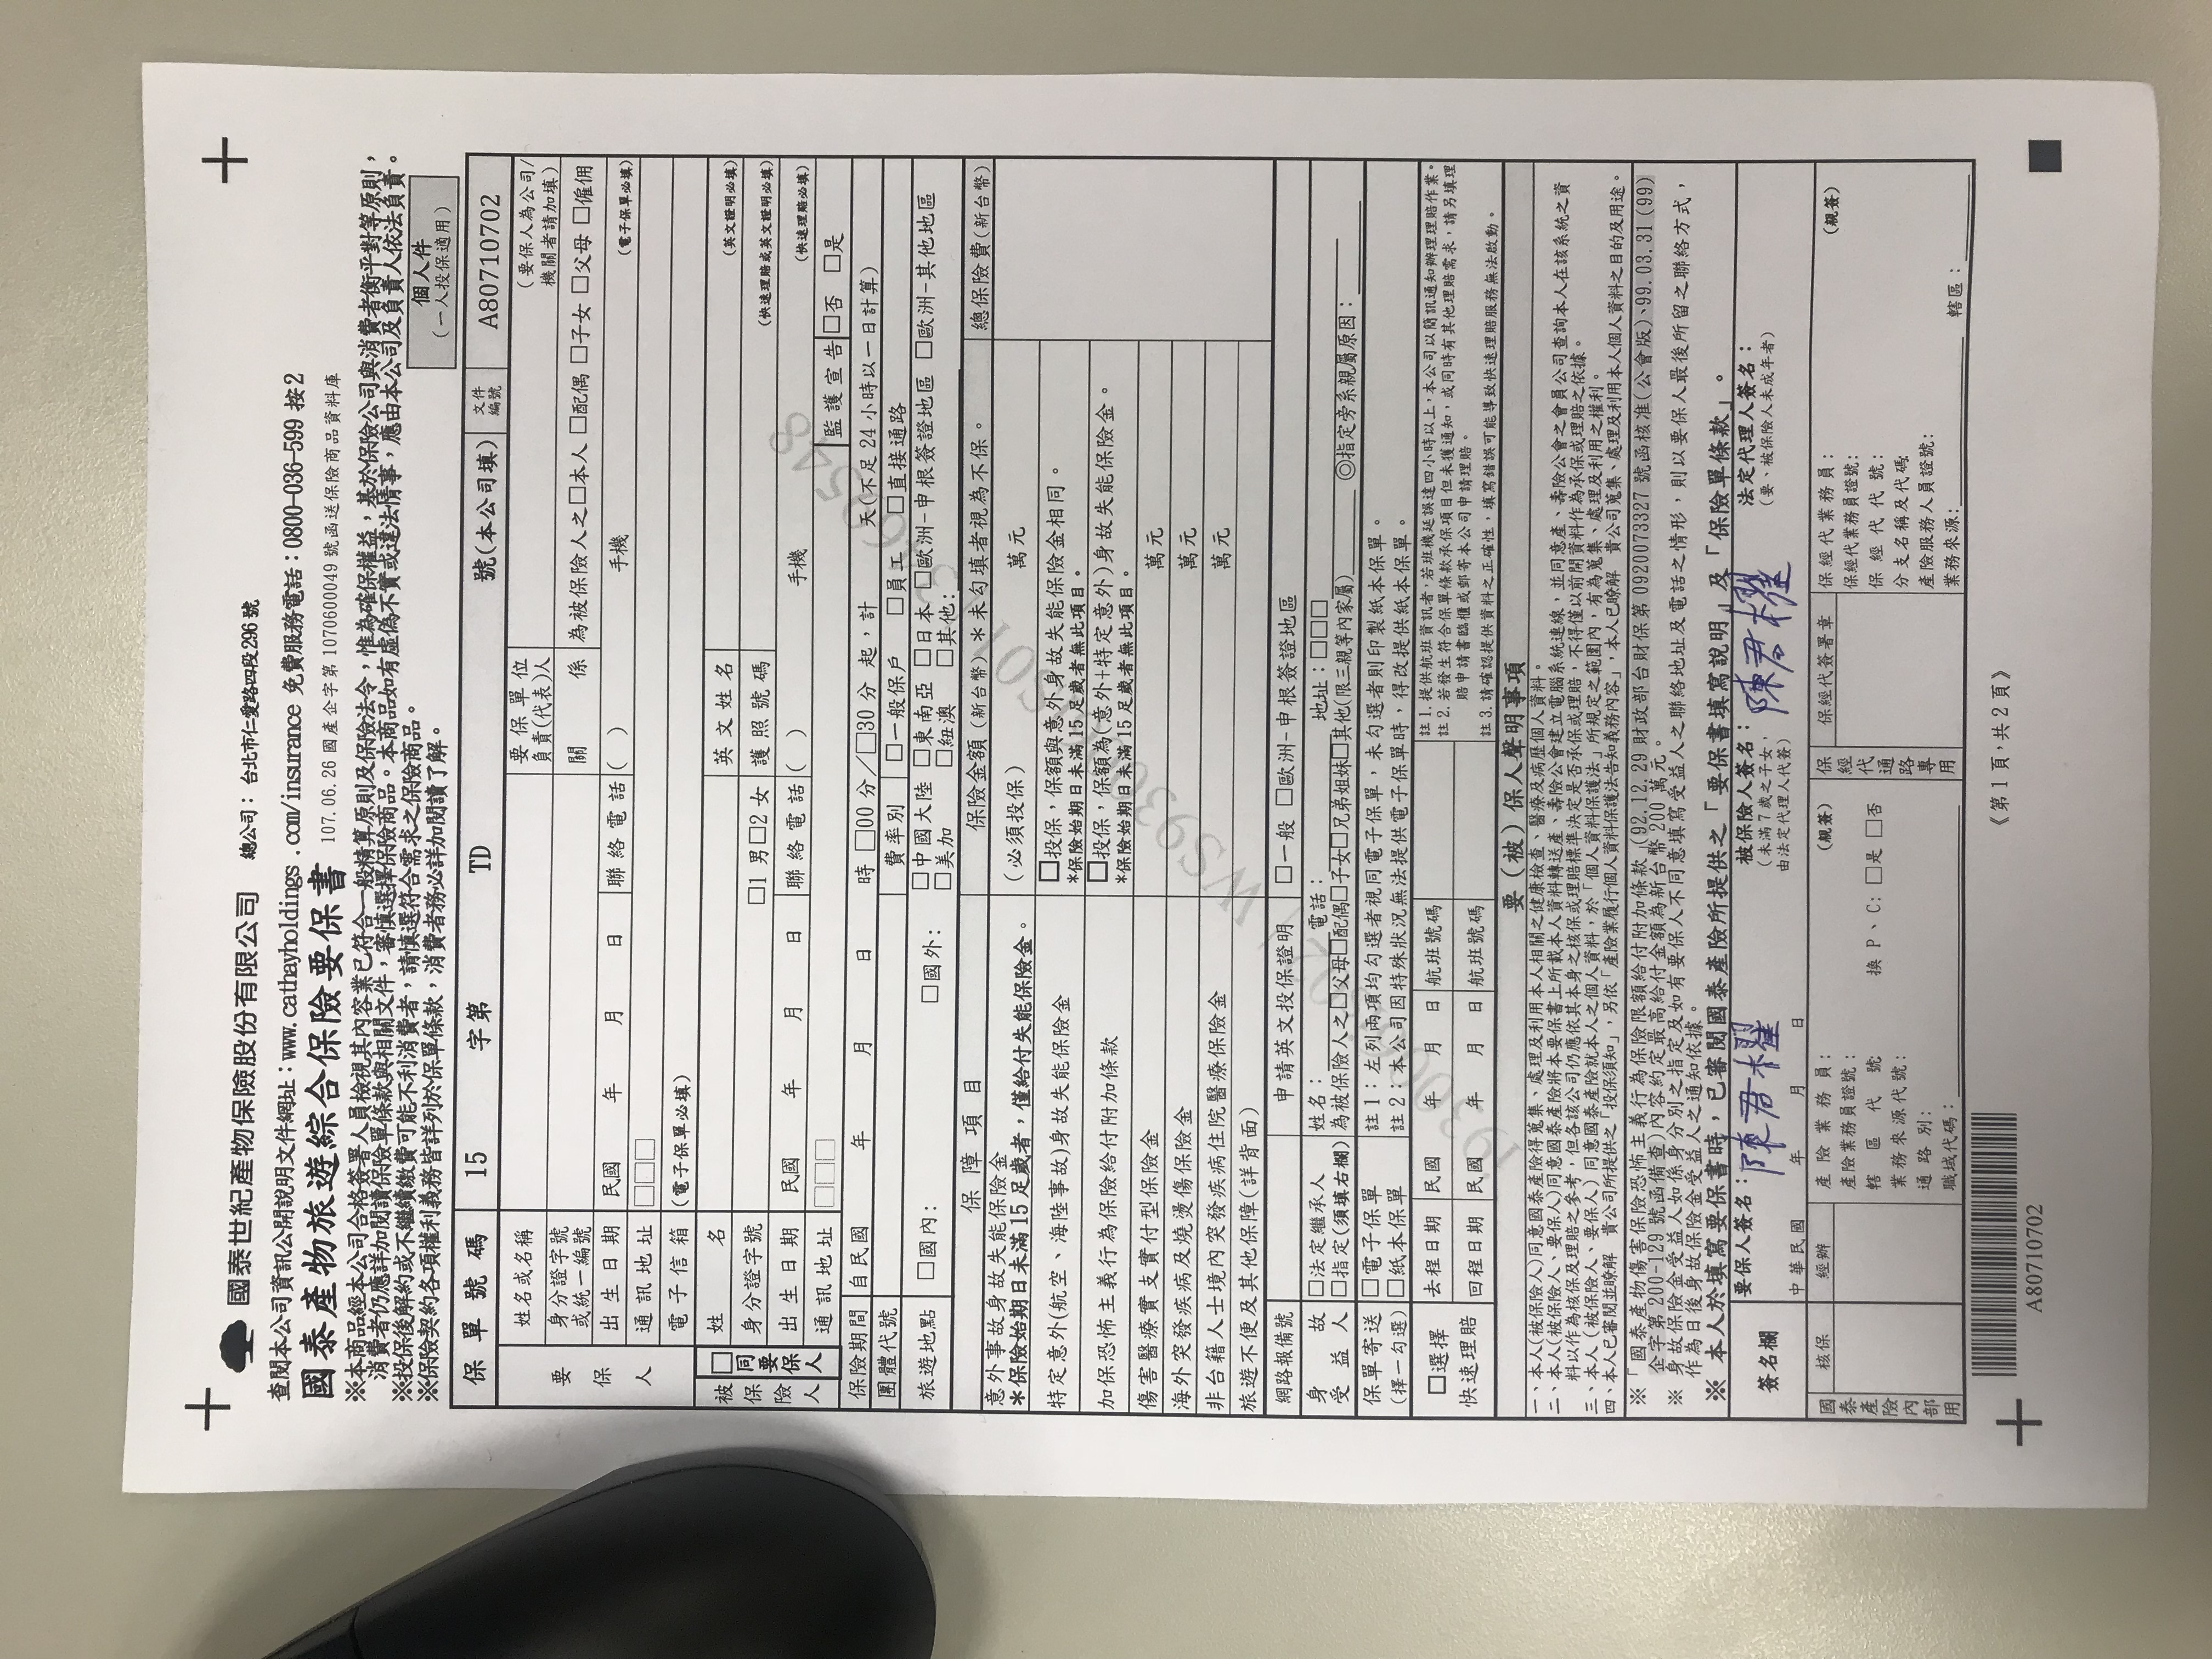 國泰世紀產物保險股份有限公司 總公司：台北市仁愛路四段296號
查閱本公司資訊公開說明文件網址：www.cathayholdings .com/insurance 免費服務電話：0800-036-599 按2
國泰產物旅遊綜合保險要保書 107.06.26 國產企字第 1070600049 號函送保險商品資料庫
※本商品經本公司合格簽署人員檢視其內容業已符合一般精算原則及保險法令，惟為確保權益，基於保險公司與消費者衡平對等原則，
消費者仍應詳加閱讀保險單條款與相關文件，審慎選擇保險商品。本商品如有虛偽不實或違法情事，應由本公司及負責人依法負責。
※投保後解約或不繼續繳費可能不利消費者，請慎選符合需求之保險商品。
※保險契約各項權利義務皆詳列於保單條款，消費者務必詳加閱讀了解。
個人件
（一人投保適用）
保單號碼 15 字第 TD 號(本公司填) 文件編號 A80710702
要保人
姓名或名稱 要保單位負責(代表)人 (要保人為公司/機關者請加填)
身分證字號或統一編號 關係 為被保險人之□本人 □配偶 □子女 □父母 □僱佣
出生日期 民國 年 月 日 聯絡電話 ( ) 手機 (電子保單必填)
通訊地址 □□□
電子信箱 (電子保單必填)
被保險人 □同要保人
姓名 英文姓名 (英文證明必填)
身分證字號 □1 男□2 女 護照號碼 (快速理賠或英文證明必填)
出生日期 民國 年 月 日 聯絡電話 ( ) 手機 (快速理賠必填)
通訊地址 □□□ 監護宣告 □否 □是
保險期間 自民國 年 月 日 時 □00 分／□30 分 起，計 天(不足 24 小時以一日計算)
團體代號 費率別 □一般保戶 □員工 □直接通路
旅遊地點 □國內: □國外: □中國大陸 □東南亞 □日本 □歐洲-申根簽證地區 □歐洲-其他地區
□美加 □紐澳 □其他:
保障項目 保險金額（新台幣）＊未勾填者視為不保。 總保險費(新台幣)
意外事故身故失能保險金
＊保險始期日未滿 15 足歲者，僅給付失能保險金。 (必須投保) 萬元
特定意外(航空、海陸事故)身故失能保險金 □投保，保額與意外身故失能保險金相同。
*保險始期日未滿 15 足歲者無此項目。
加保恐怖主義行為保險給付附加條款 □投保，保額為(意外+特定意外)身故失能保險金。
*保險始期日未滿 15 足歲者無此項目。
傷害醫療實支實付型保險金 萬元
海外突發疾病及燒燙傷保險金 萬元
非台籍人士境內突發疾病住院醫療保險金 萬元
旅遊不便及其他保障(詳背面)
網路報備號 申請英文投保證明 □一般 □歐洲-申根簽證地區
身故受益人 □法定繼承人 姓名： 電話： 地址：□□□
□指定(須填右欄) 為被保險人之□父母□配偶□子女□兄弟姐妹□其他(限三親等內家屬) ◎指定旁系親屬原因：
保單寄送 □電子保單 註 1：左列兩項均勾選者視同電子保單，未勾選者則印製紙本保單。
(擇一勾選) □紙本保單 註 2：本公司因特殊狀況無法提供電子保單時，得改提供紙本保單。
□選擇快速理賠
去程日期 民國 年 月 日 航班號碼
回程日期 民國 年 月 日 航班號碼
註 1.提供航班資訊者，若班機延誤達四小時以上，本公司以簡訊通知辦理理賠作業。
註 2.若發生符合保單條款承保項目但未獲通知，或同時有其他理賠需求，請另填理
賠申請書臨櫃或郵寄本公司申請理賠。
註 3.請確認提供資料之正確性，填寫錯誤可能導致快速理賠服務無法啟動。
要（被）保人聲明事項
一、本人(被保險人)同意國泰產險得蒐集、處理及利用本人相關之健康檢查、醫療及病歷個人資料。
二、本人(被保險人、要保人)同意國泰產險將本要保書上所載本人資料轉送產、壽險公會建立電腦系統連線，並同意產、壽險公會之會員公司查詢本人在該系統之資
料以作為核保及理賠之參考，但各該公司仍應依其本身之核保或理賠標準決定是否承保或理賠，不得僅以前開資料作為承保或理賠之依據。
三、本人（被保險人、要保人）同意國泰產險就本人之個人資料，於「個人資料保護法」所規定之範圍內，有為蒐集、處理及利用之權利。
四、本人已審閱並瞭解 貴公司所提供之「投保須知」，另依「產險業履行個人資料保護法告知義務內容」，本人已瞭解 貴公司蒐集、處理及利用本人個人資料之目的及用途。
※「國泰產物傷害保險恐怖主義行為保險限額給付附加條款」(92.12.29 財政部台財保第 0920073327 號函核准(公會版)、99.03.31(99)
企字第 200-129 號函備查)內容約定最高給付金額為新台幣 200 萬元。
※ 身故保險金受益人如係身分別之指定及如有要保人不同意填寫受益人之聯絡地址及電話之情形，則以要保人最後所留之聯絡方式，
作為日後身故保險金受益人之通知依據。
※ 本人於填寫要保書時，已審閱國泰產險所提供之「要保書填寫說明」及「保險單條款」。
簽名欄
要保人簽名：陳君櫂 被保險人簽名：陳君櫂 法定代理人簽名：
（未滿 7 歲之子女，由法定代理人代簽） （要、被保險人未成年者）
中華民國 年 月 日
國泰產險內部用 核保 經辦
產險業務員： (親簽)
產險業務員證號：
轄區代號 換 P、C: □是 □否
業務來源代號：
通路別：
職域代碼：
保經代通路專用 保經代簽署章
保經代業務員： (親簽)
保經代業務員證號：
保經代代號：
分支名稱及代碼
產險服務人員證號：
業務來源： 轄區：
A80710702
《第 1 頁，共 2 頁》